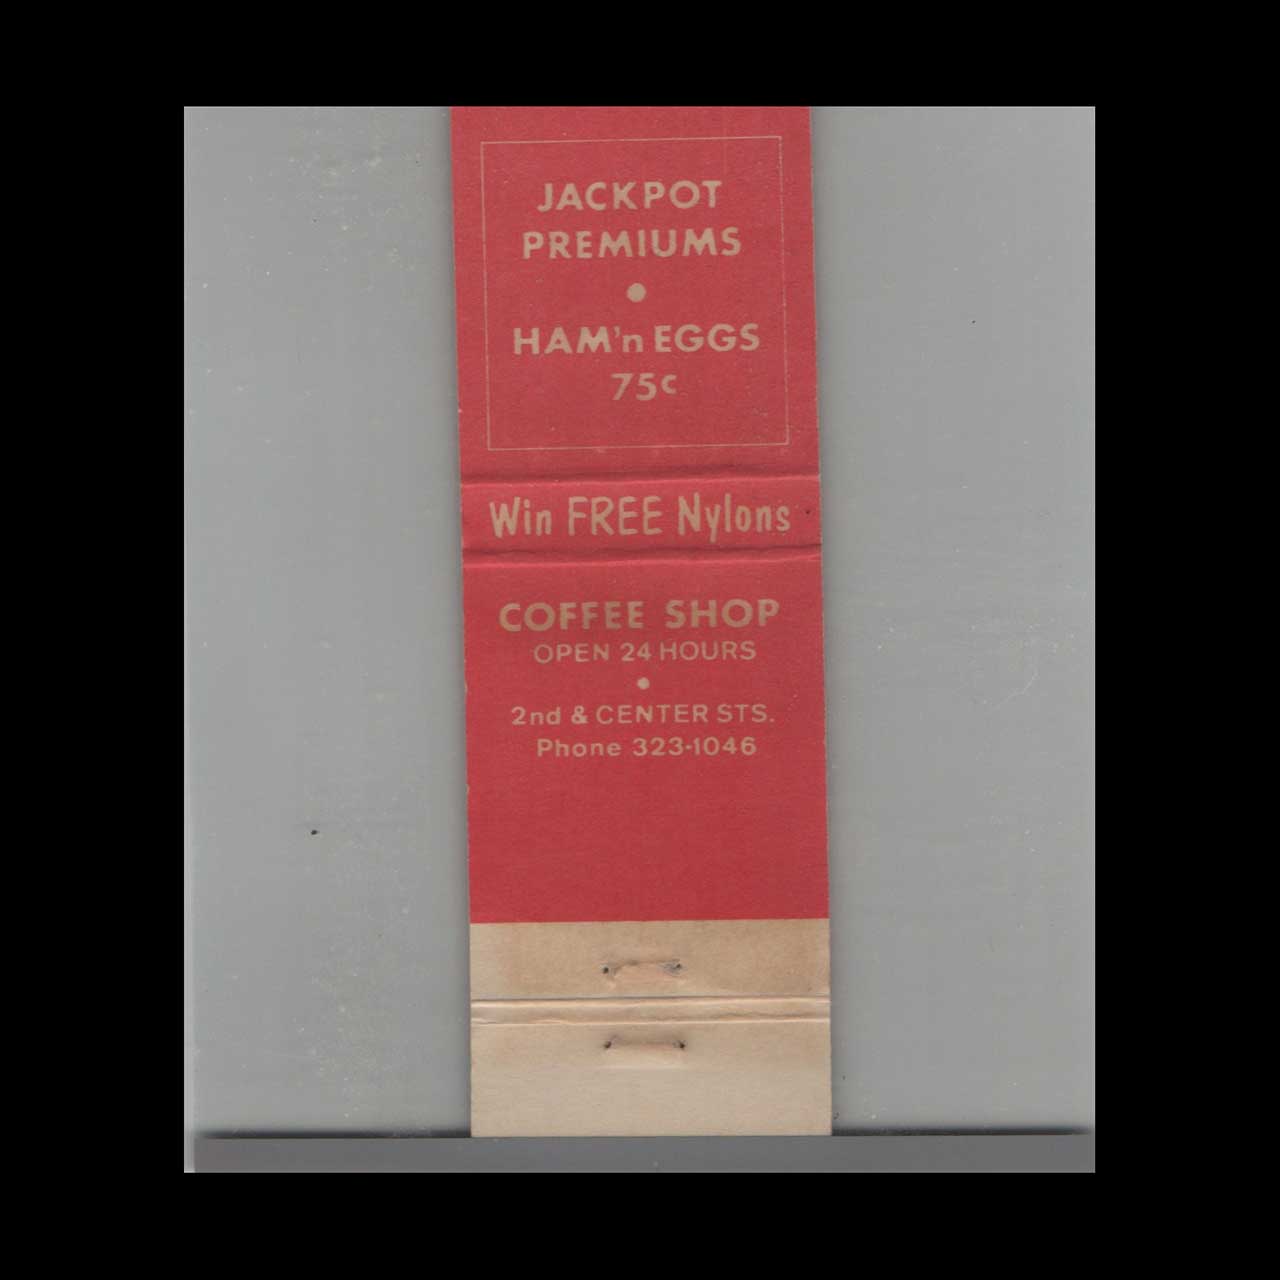 JACKPOT
PREMIUMS
•
HAM'n EGGS
75c
Win FREE Nylons
COFFEE SHOP
OPEN 24 HOURS
•
2nd & CENTER STS.
Phone 323-1046